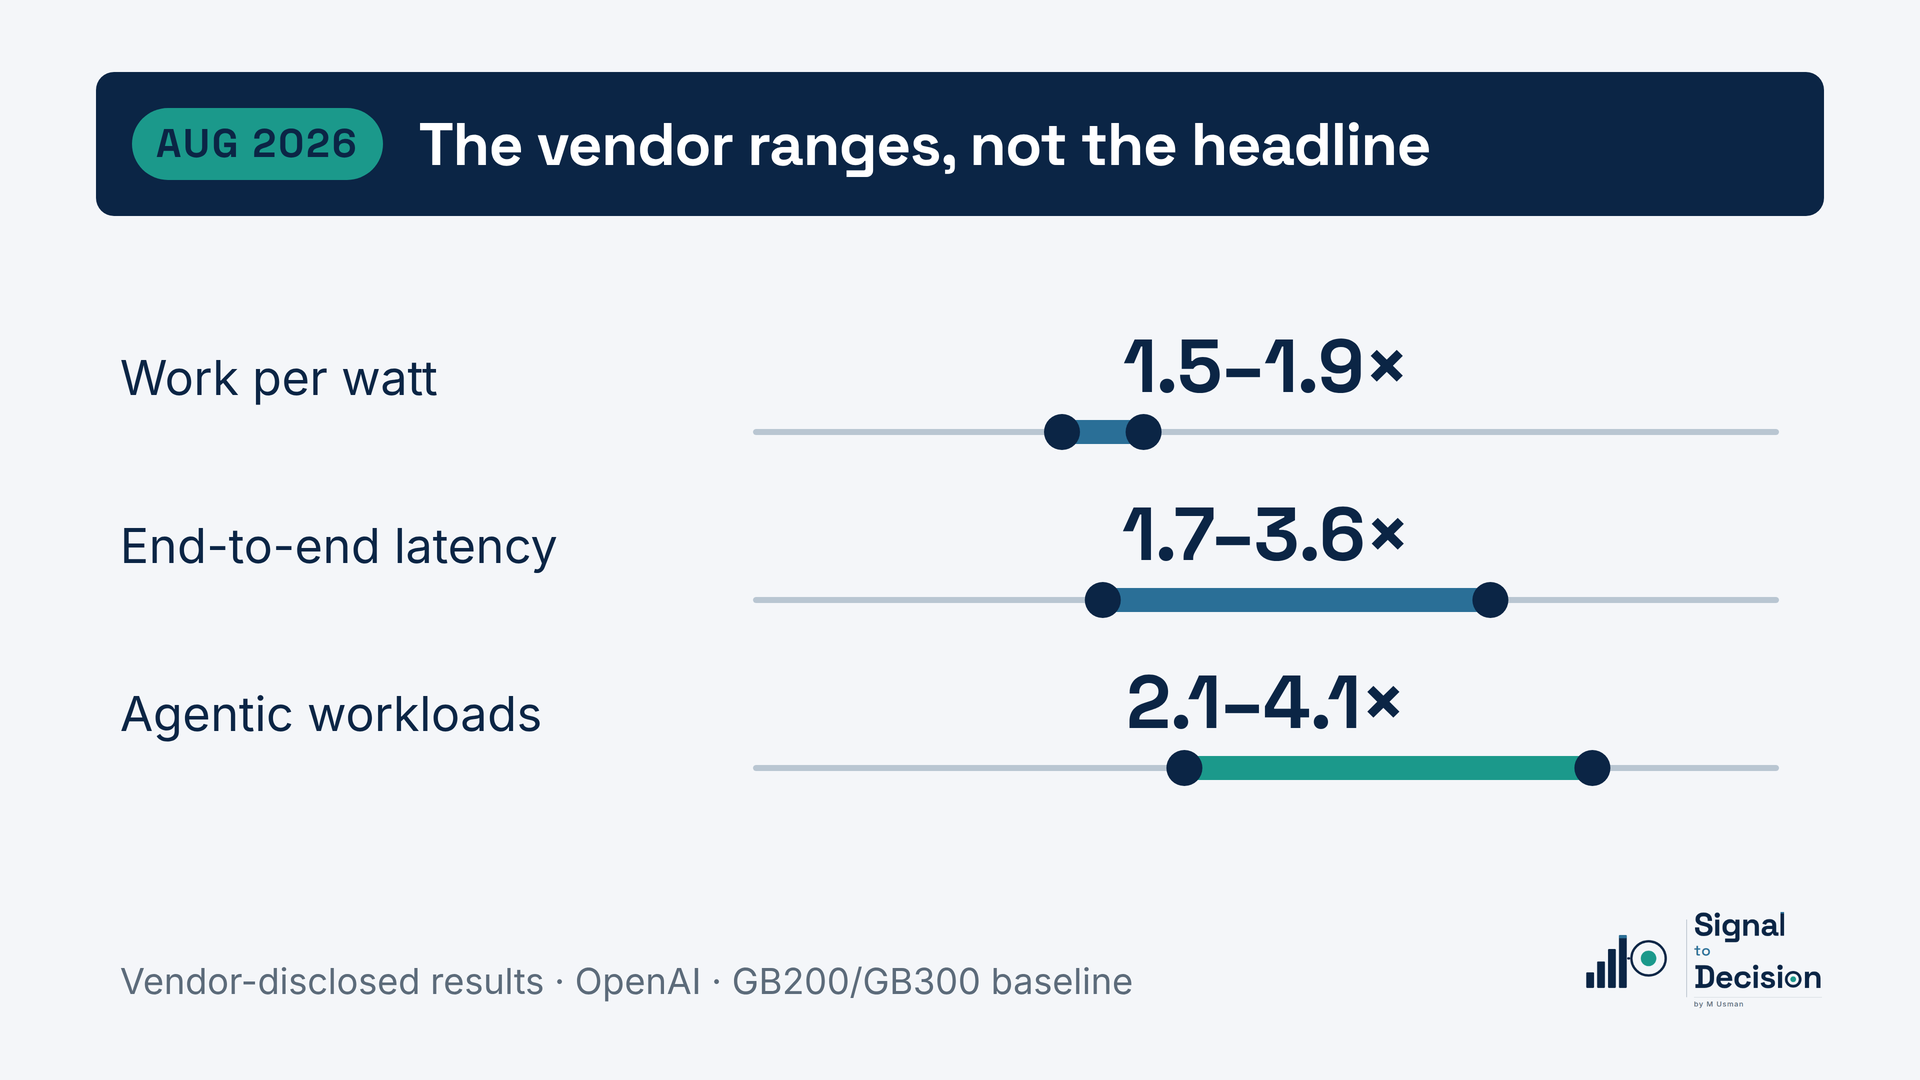 AUG 2026
The vendor ranges, not the headline
Work per watt
1.5–1.9×
End-to-end latency
1.7–3.6×
Agentic workloads
2.1–4.1×
Vendor-disclosed results · OpenAI · GB200/GB300 baseline
Signal
to
Decision
by M Usman